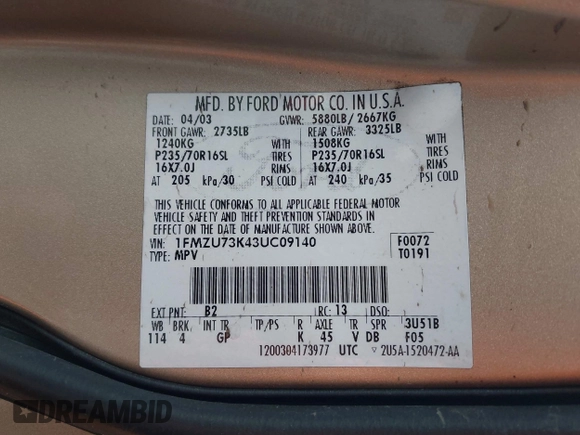 MFD. BY FORD MOTOR CO. IN U.S.A.
DATE: 04/03 GVWR: 5880LB/ 2667KG
FRONT GAWR: 2735LB REAR GAWR: 3325LB
1240KG WITH 1508KG WITH
P235/70R16SL TIRES P235/70R16SL TIRES
16X7.0J RIMS 16X7.0J RIMS
AT 205 kPa/30 PSI COLD AT 240 kPa/35 PSI COLD
THIS VEHICLE CONFORMS TO ALL APPLICABLE FEDERAL MOTOR
VEHICLE SAFETY AND THEFT PREVENTION STANDARDS IN
EFFECT ON THE DATE OF MANUFACTURE SHOWN ABOVE.
VIN: 1FMZU73K43UC09140 F0072
TYPE: MPV T0191
EXT PNT: B2 RC: 13 DSO:
WB BRK INT TR TP/PS R AXLE TR SPR 3U51B
114 4 GP K 45 V DB F05
1200304173977 UTC 2U5A-1520472-AA
DREAMBID